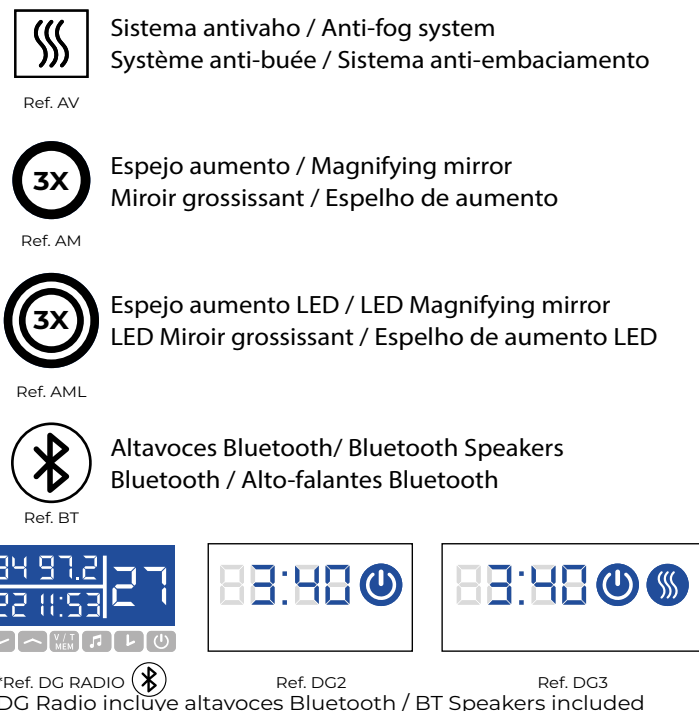 Sistema antivaho / Anti-fog system
Système anti-buée / Sistema anti-embaciamento
Ref. AV
3X
Espejo aumento / Magnifying mirror
Miroir grossissant / Espelho de aumento
Ref. AM
3X
Espejo aumento LED / LED Magnifying mirror
LED Miroir grossissant / Espelho de aumento LED
Ref. AML
Altavoces Bluetooth/ Bluetooth Speakers
Bluetooth / Alto-falantes Bluetooth
Ref. BT
84 97.2
22 11:53
27
V / T
MEM
3:40
3:40
*Ref. DG RADIO
Ref. DG2
Ref. DG3
DG Radio incluye altavoces Bluetooth / BT Speakers included